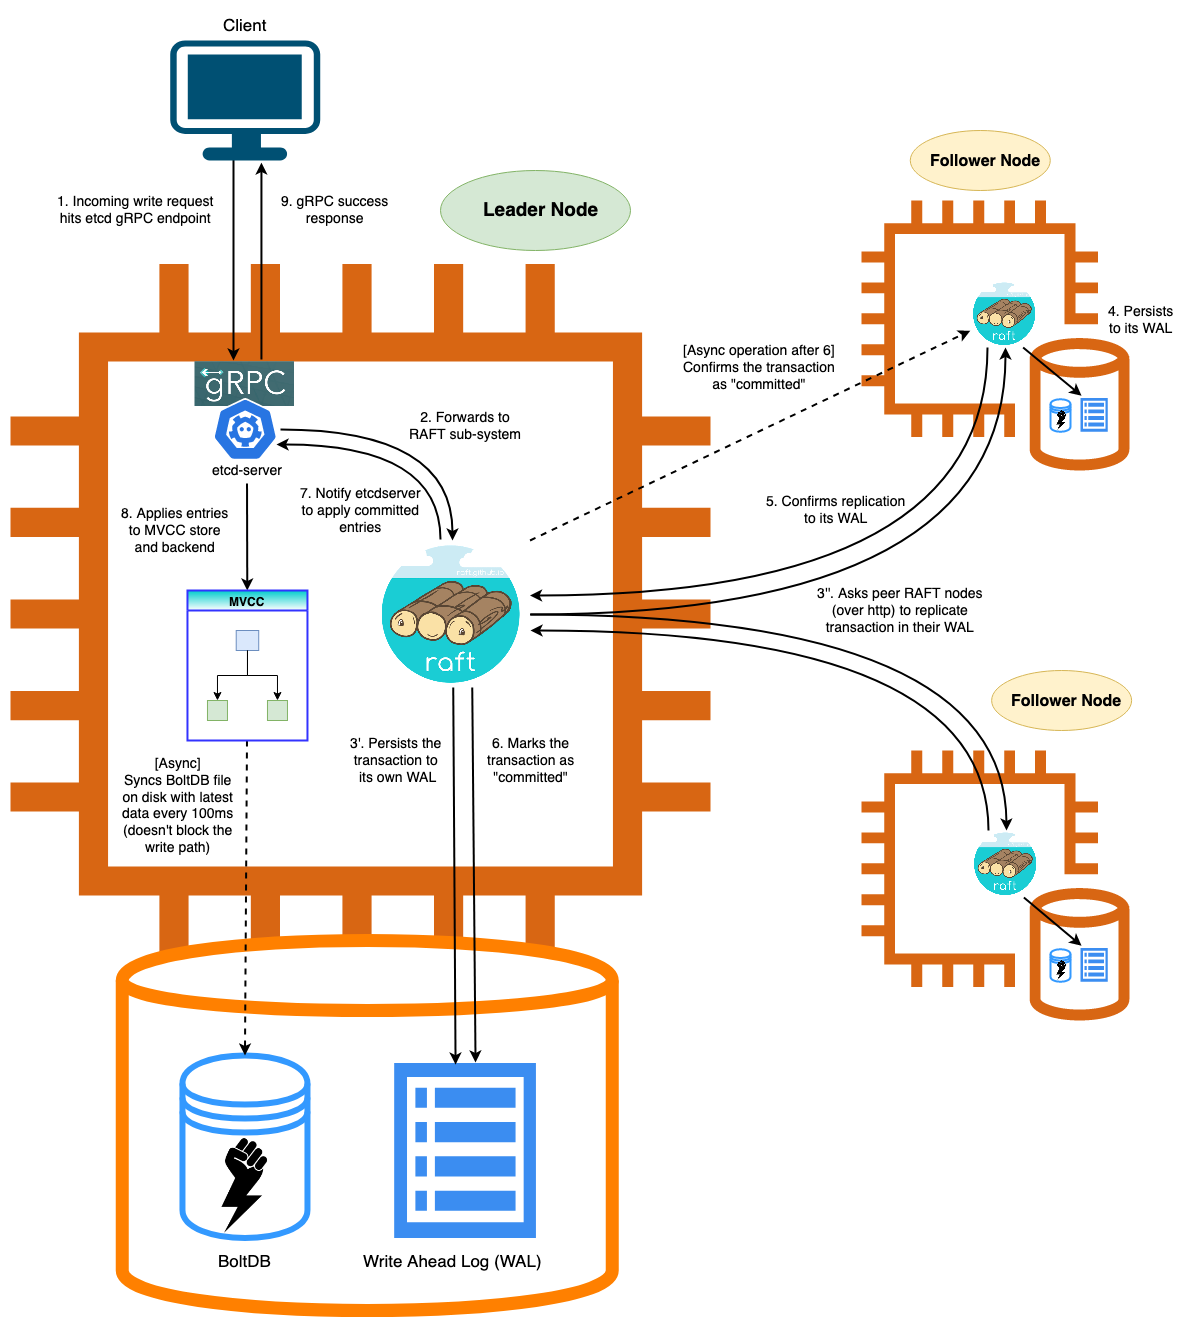 Client
1. Incoming write request
hits etcd gRPC endpoint
9. gRPC success
response
Leader Node
Follower Node
gRPC
etcd-server
2. Forwards to
RAFT sub-system
7. Notify etcdserver
to apply committed
entries
8. Applies entries
to MVCC store
and backend
MVCC
raft
[Async operation after 6]
Confirms the transaction
as "committed"
raft
4. Persists
to its WAL
5. Confirms replication
to its WAL
3". Asks peer RAFT nodes
(over http) to replicate
transaction in their WAL
Follower Node
raft
3'. Persists the
transaction to
its own WAL
6. Marks the
transaction as
"committed"
[Async]
Syncs BoltDB file
on disk with latest
data every 100ms
(doesn't block the
write path)
BoltDB
Write Ahead Log (WAL)